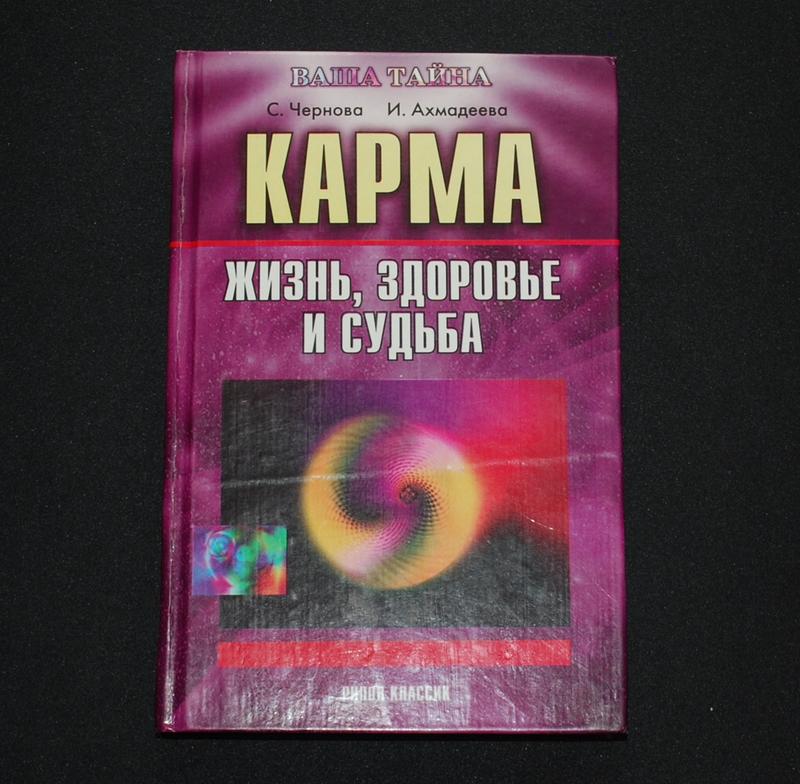 ВАША ТАЙНА
С. Чернова И. Ахмадеева
КАРМА
ЖИЗНЬ, ЗДОРОВЬЕ
И СУДЬБА
РИПОЛ КЛАССИК